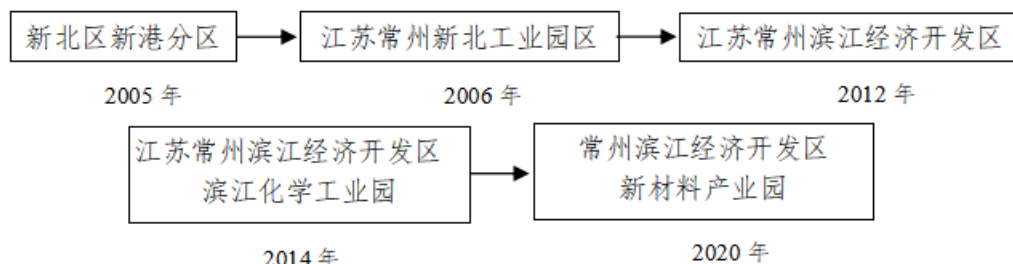 新北区新港分区
江苏常州新北工业园区
江苏常州滨江经济开发区
2005 年
2006 年
2012 年
江苏常州滨江经济开发区
滨江化学工业园
常州滨江经济开发区
新材料产业园
2014 年
2020 年